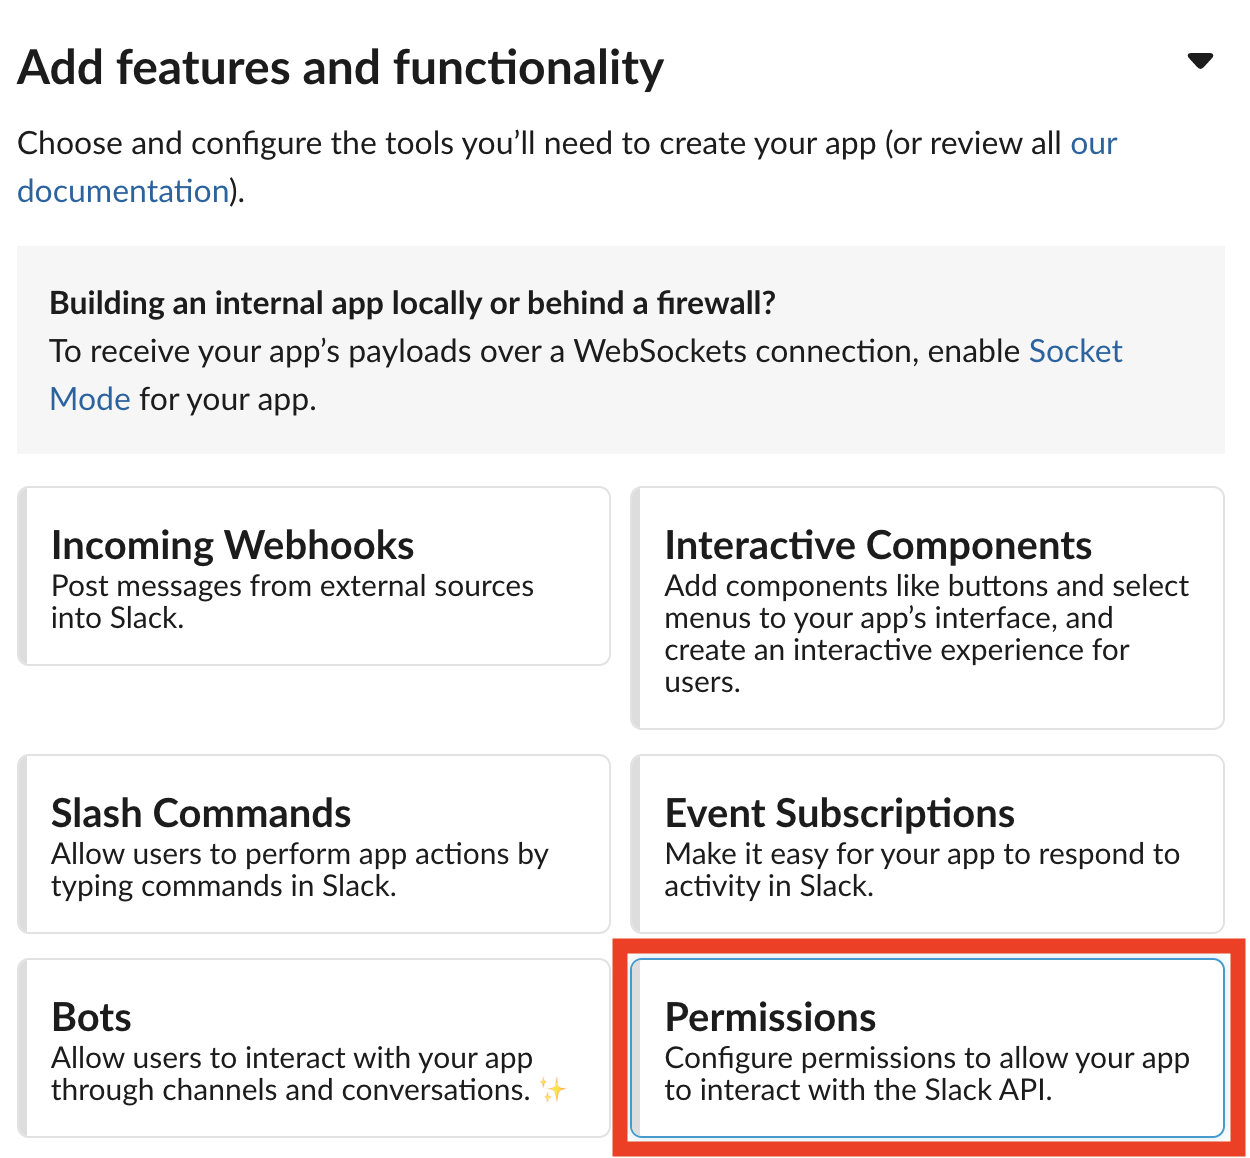 Add features and functionality
Choose and configure the tools you’ll need to create your app (or review all our
documentation).
Building an internal app locally or behind a firewall?
To receive your app’s payloads over a WebSockets connection, enable Socket
Mode for your app.
Incoming Webhooks
Post messages from external sources
into Slack.
Interactive Components
Add components like buttons and select
menus to your app’s interface, and
create an interactive experience for
users.
Slash Commands
Allow users to perform app actions by
typing commands in Slack.
Event Subscriptions
Make it easy for your app to respond to
activity in Slack.
Bots
Allow users to interact with your app
through channels and conversations. ✨
Permissions
Configure permissions to allow your app
to interact with the Slack API.